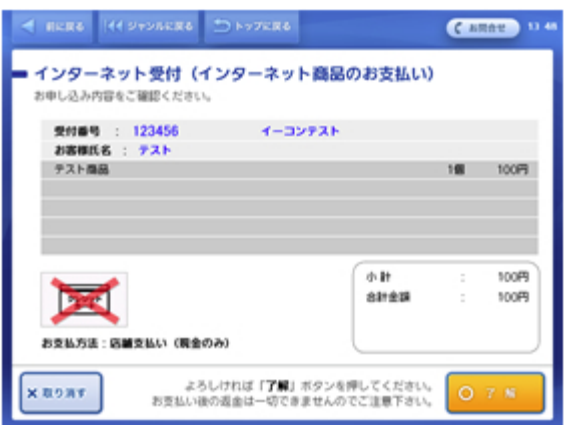 前に戻る ジャンルに戻る トップに戻る お問合せ 13 48
インターネット受付（インターネット商品のお支払い）
お申し込み内容をご確認ください。
受付番号 ： 123456 イーコンテスト
お客様氏名 ： テスト
テスト商品 1個 100円
小計 ： 100円
合計金額 ： 100円
クレジット
お支払方法：店舗支払い（現金のみ）
よろしければ「了解」ボタンを押してください。
お支払い後の返金は一切できませんのでご注意下さい。
× 取り消す
○ 了 解